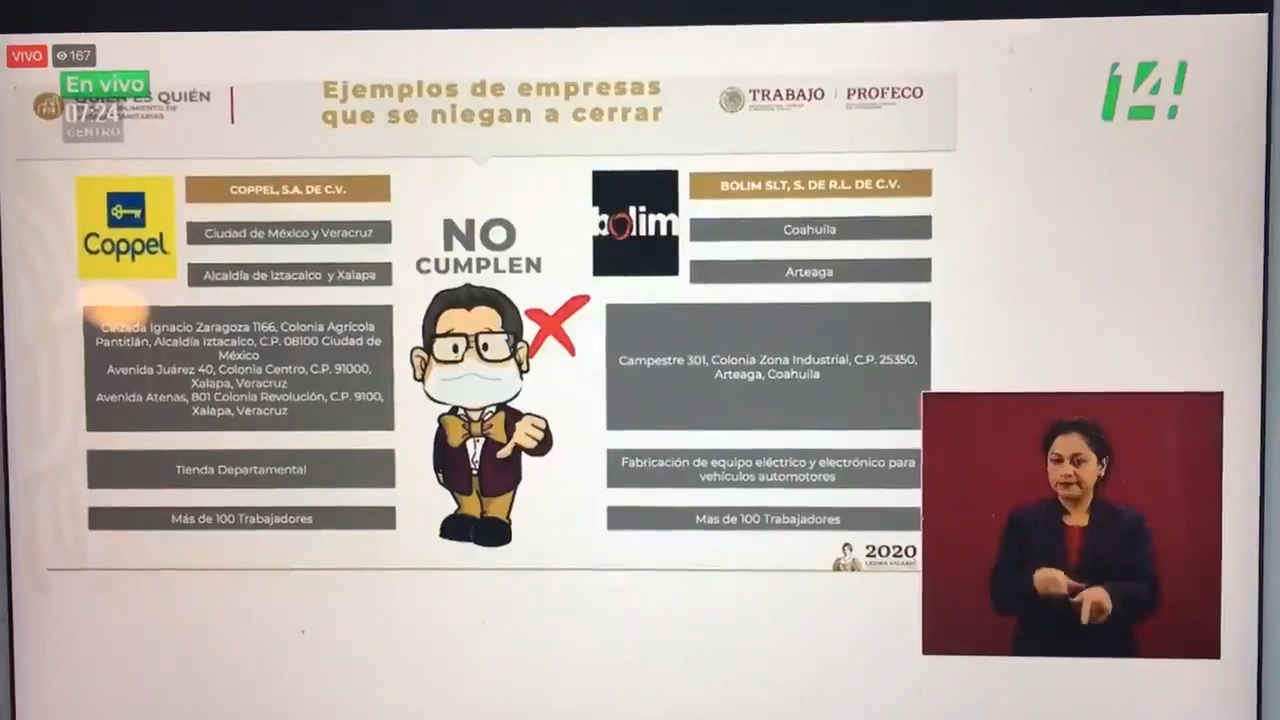 VIVO
167
En vivo
07:24
CENTRO
QUIÉN ES QUIÉN
Ejemplos de empresas
que se niegan a cerrar
TRABAJO
PROFECO
14!
Coppel
COPPEL, S.A. DE C.V.
Ciudad de México y Veracruz
Alcaldía de Iztacalco y Xalapa
Calzada Ignacio Zaragoza 1166, Colonia Agrícola
Pantitlán, Alcaldía Iztacalco, C.P. 08100 Ciudad de
México
Avenida Juárez 40, Colonia Centro, C.P. 91000,
Xalapa, Veracruz
Avenida Atenas, 801 Colonia Revolución, C.P. 9100,
Xalapa, Veracruz
Tienda Departamental
Más de 100 Trabajadores
NO
CUMPLEN
bolim
BOLIM SLT, S. DE R.L. DE C.V.
Coahuila
Arteaga
Campestre 301, Colonia Zona Industrial, C.P. 25350,
Arteaga, Coahuila
Fabricación de equipo eléctrico y electrónico para
vehículos automotores
Mas de 100 Trabajadores
2020
LEONA VICARIO